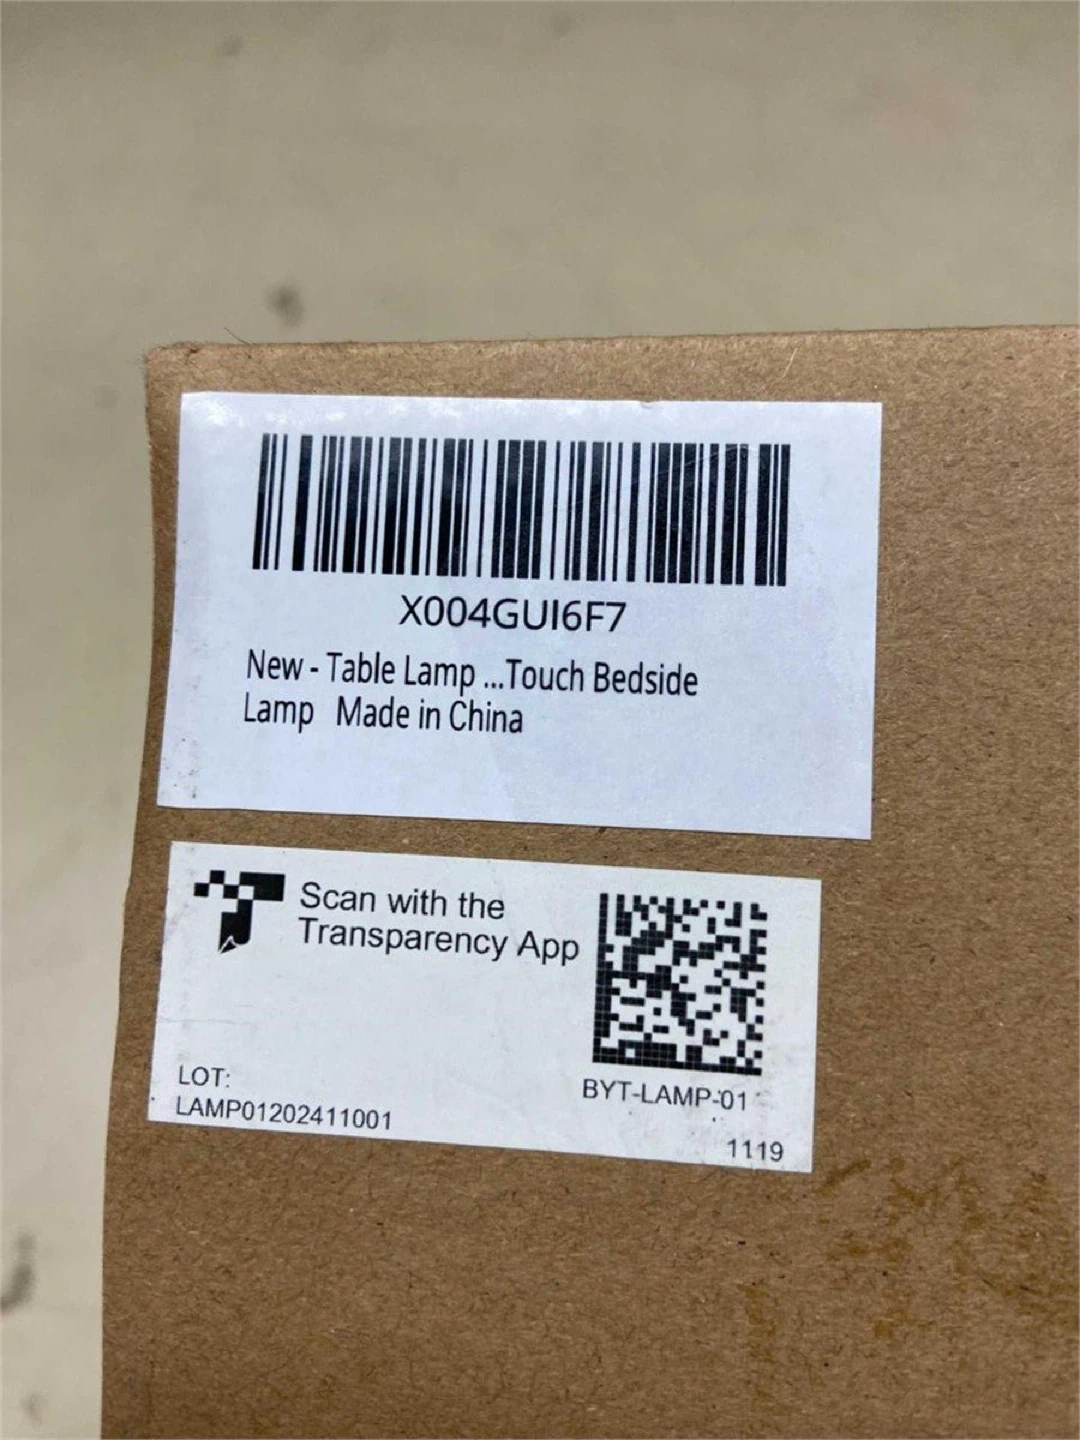 X004GUI6F7
New - Table Lamp ...Touch Bedside
Lamp Made in China
Scan with the
Transparency App
LOT:
LAMP01202411001
BYT-LAMP-01
1119